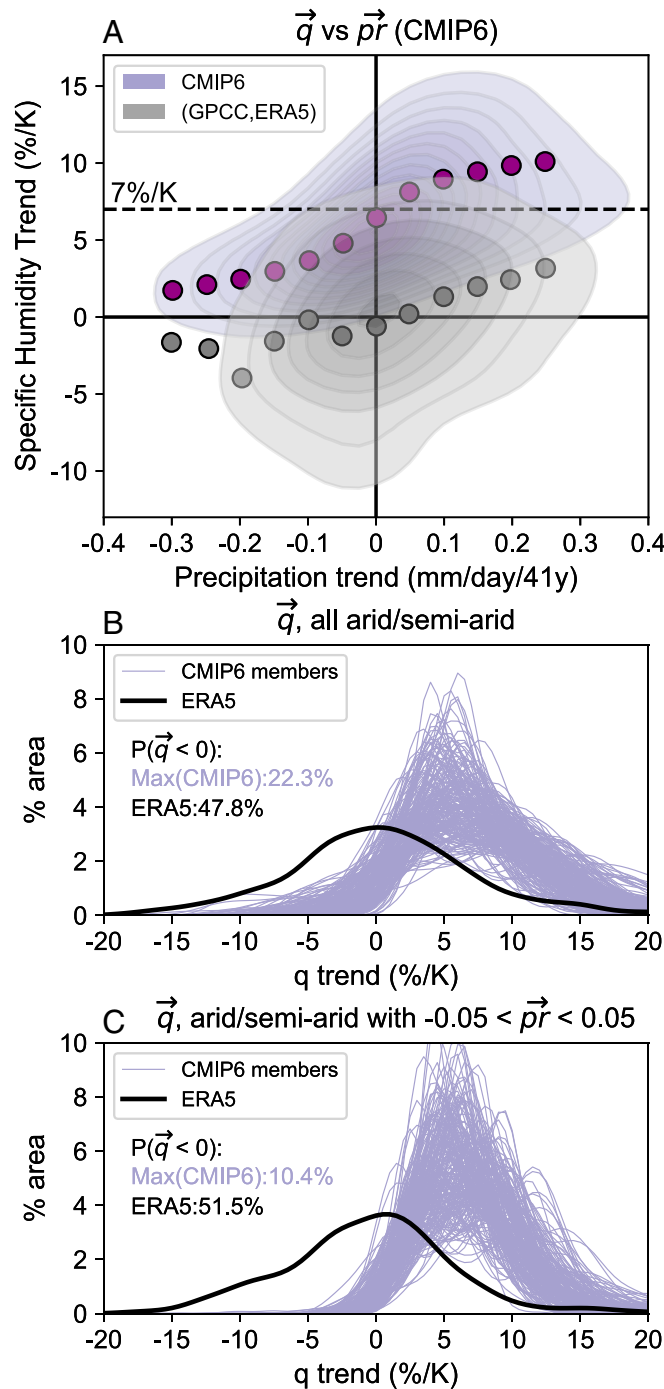 A q⃗ vs p⃗r (CMIP6)
CMIP6
(GPCC,ERA5)
7%/K
Specific Humidity Trend (%/K)
15
10
5
0
-5
-10
-0.4 -0.3 -0.2 -0.1 0 0.1 0.2 0.3 0.4
Precipitation trend (mm/day/41y)
B q⃗, all arid/semi-arid
CMIP6 members
ERA5
P(q⃗ < 0):
Max(CMIP6):22.3%
ERA5:47.8%
% area
10
8
6
4
2
0
-20 -15 -10 -5 0 5 10 15 20
q trend (%/K)
C q⃗, arid/semi-arid with -0.05 < p⃗r < 0.05
CMIP6 members
ERA5
P(q⃗ < 0):
Max(CMIP6):10.4%
ERA5:51.5%
% area
10
8
6
4
2
0
-20 -15 -10 -5 0 5 10 15 20
q trend (%/K)